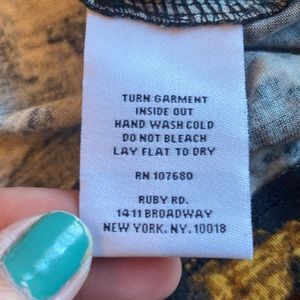 TURN GARMENT
INSIDE OUT
HAND WASH COLD
DO NOT BLEACH
LAY FLAT TO DRY
RN 107680
RUBY RD.
1411 BROADWAY
NEW YORK. NY. 10018